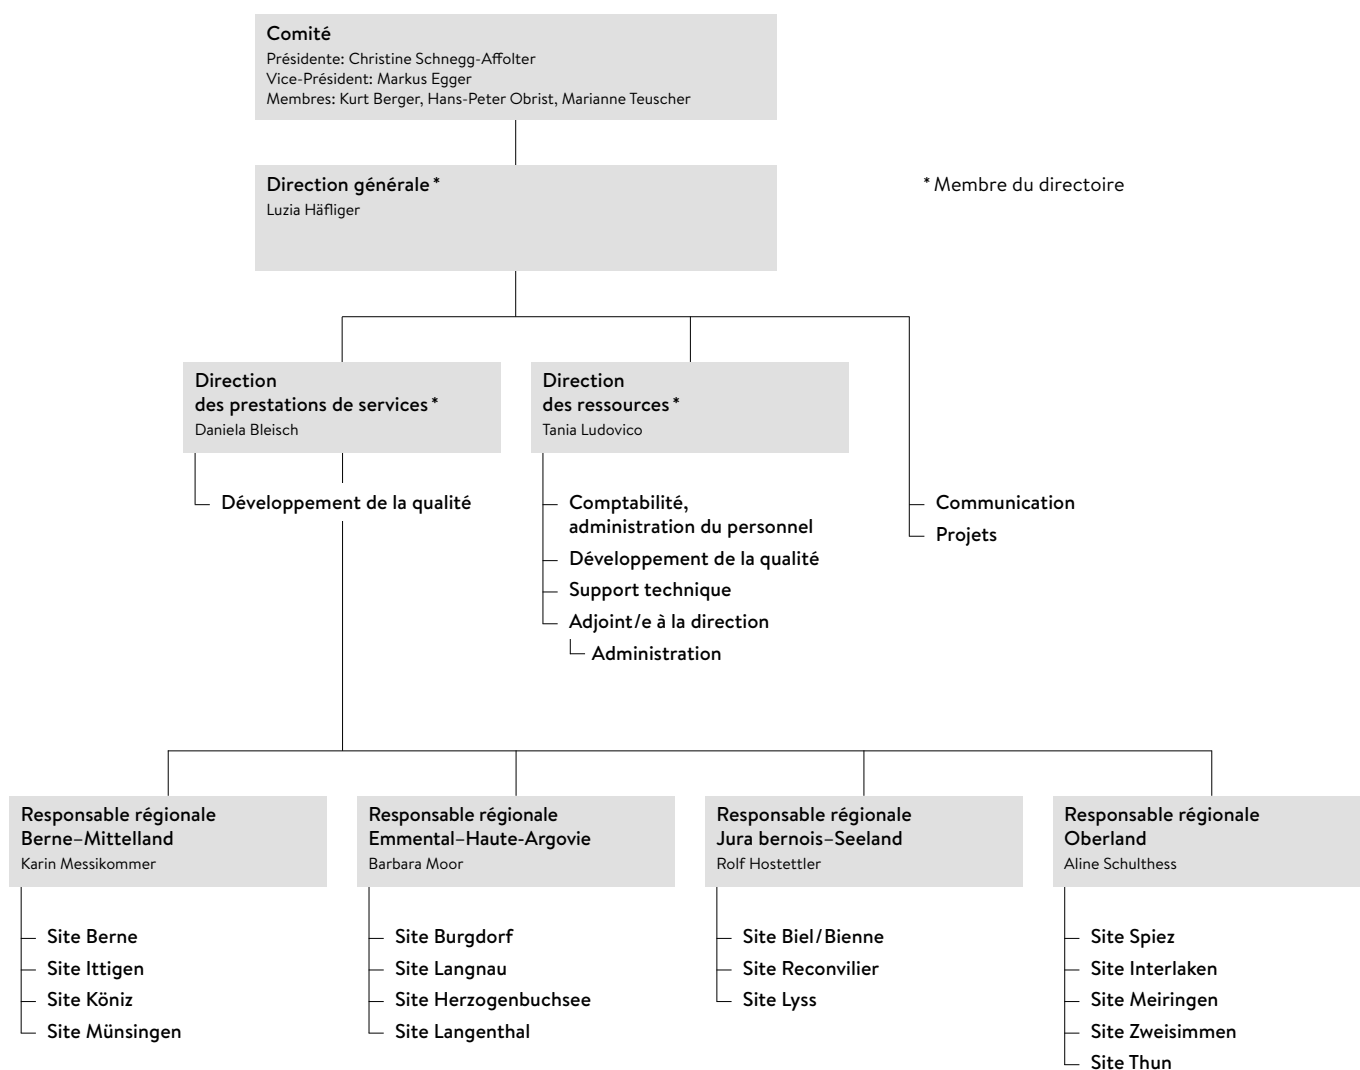 Comité
Présidente: Christine Schnegg-Affolter
Vice-Président: Markus Egger
Membres: Kurt Berger, Hans-Peter Obrist, Marianne Teuscher
Direction générale *
Luzia Häfliger
* Membre du directoire
Direction
des prestations de services *
Daniela Bleisch
Développement de la qualité
Direction
des ressources *
Tania Ludovico
Comptabilité,
administration du personnel
Développement de la qualité
Support technique
Adjoint/e à la direction
Administration
Communication
Projets
Responsable régionale
Berne–Mittelland
Karin Messikommer
Site Berne
Site Ittigen
Site Köniz
Site Münsingen
Responsable régionale
Emmental–Haute-Argovie
Barbara Moor
Site Burgdorf
Site Langnau
Site Herzogenbuchsee
Site Langenthal
Responsable régionale
Jura bernois–Seeland
Rolf Hostettler
Site Biel/Bienne
Site Reconvilier
Site Lyss
Responsable régionale
Oberland
Aline Schulthess
Site Spiez
Site Interlaken
Site Meiringen
Site Zweisimmen
Site Thun